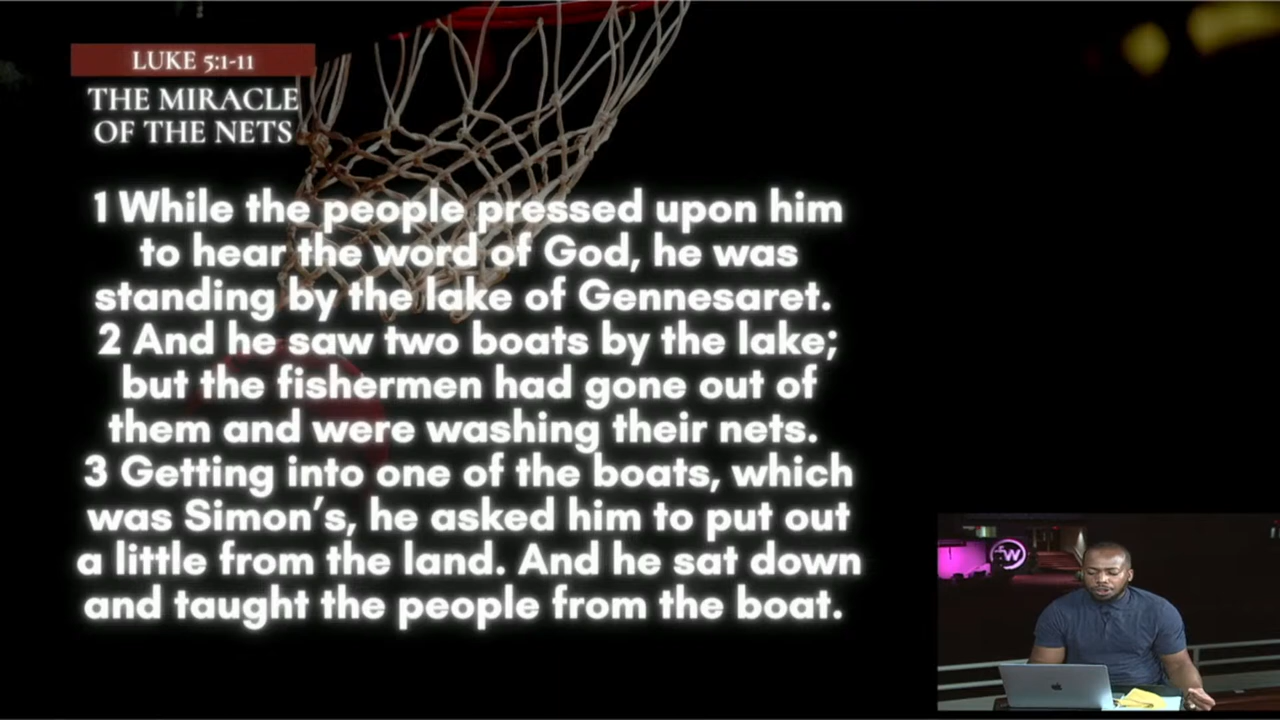 LUKE 5:1-11
THE MIRACLE
OF THE NETS
1 While the people pressed upon him
to hear the word of God, he was
standing by the lake of Gennesaret.
2 And he saw two boats by the lake;
but the fishermen had gone out of
them and were washing their nets.
3 Getting into one of the boats, which
was Simon’s, he asked him to put out
a little from the land. And he sat down
and taught the people from the boat.